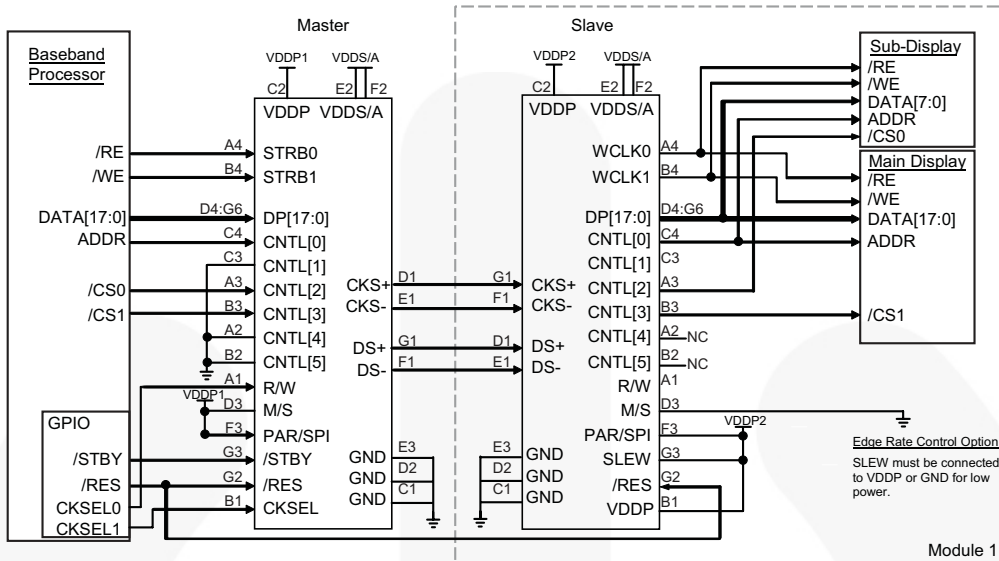 Master
Slave
Baseband
Processor
/RE
/WE
DATA[17:0]
ADDR
/CS0
/CS1
GPIO
/STBY
/RES
CKSEL0
CKSEL1
VDDP1
VDDS/A
C2
E2
F2
VDDP
VDDS/A
A4
STRB0
B4
STRB1
D4:G6
DP[17:0]
C4
CNTL[0]
C3
CNTL[1]
A3
CNTL[2]
B3
CNTL[3]
A2
CNTL[4]
B2
CNTL[5]
A1
R/W
VDDP1
D3
M/S
F3
PAR/SPI
G3
/STBY
G2
/RES
B1
CKSEL
CKS+
D1
CKS-
E1
DS+
G1
DS-
F1
GND
E3
GND
D2
GND
C1
VDDP2
VDDS/A
C2
E2
F2
VDDP
VDDS/A
G1
CKS+
F1
CKS-
D1
DS+
E1
DS-
E3
GND
D2
GND
C1
GND
WCLK0
A4
WCLK1
B4
DP[17:0]
D4:G6
CNTL[0]
C4
CNTL[1]
C3
CNTL[2]
A3
CNTL[3]
B3
CNTL[4]
A2
NC
CNTL[5]
B2
NC
R/W
A1
M/S
D3
PAR/SPI
F3
VDDP2
SLEW
G3
/RES
G2
VDDP
B1
Sub-Display
/RE
/WE
DATA[7:0]
ADDR
/CS0
Main Display
/RE
/WE
DATA[17:0]
ADDR
/CS1
Edge Rate Control Option
SLEW must be connected
to VDDP or GND for low
power.
Module 1